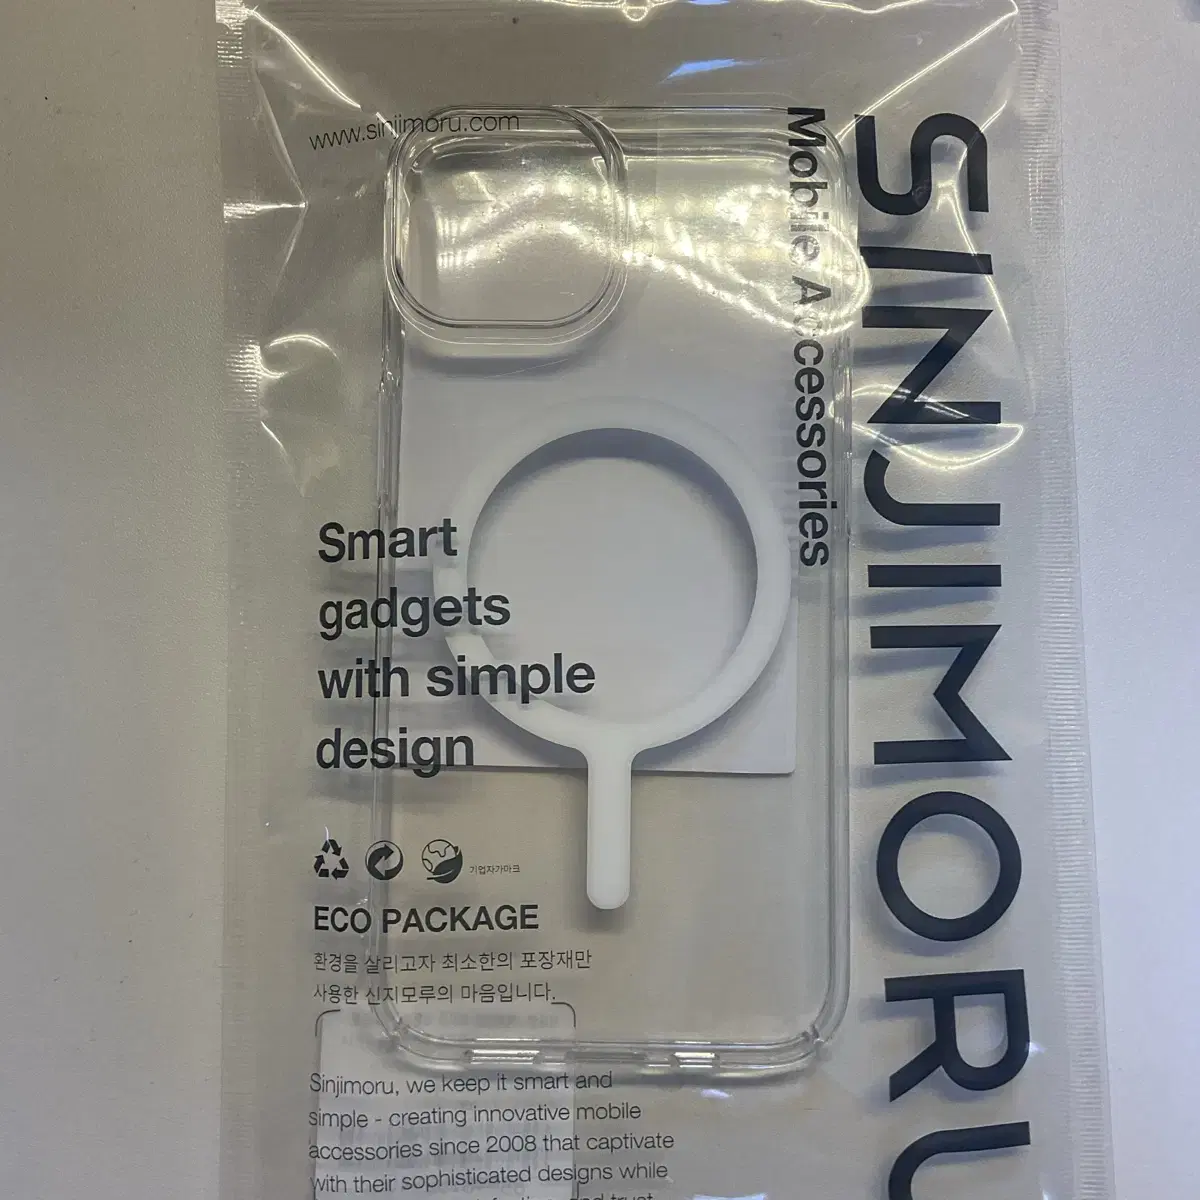 www.sinjimoru.com
Mobile Accessories
SINJIMORU
Smart
gadgets
with simple
design
기업자가마크
ECO PACKAGE
환경을 살리고자 최소한의 포장재만
사용한 신지모루의 마음입니다.
Sinjimoru, we keep it smart and
simple - creating innovative mobile
accessories since 2008 that captivate
with their sophisticated designs while
and trust